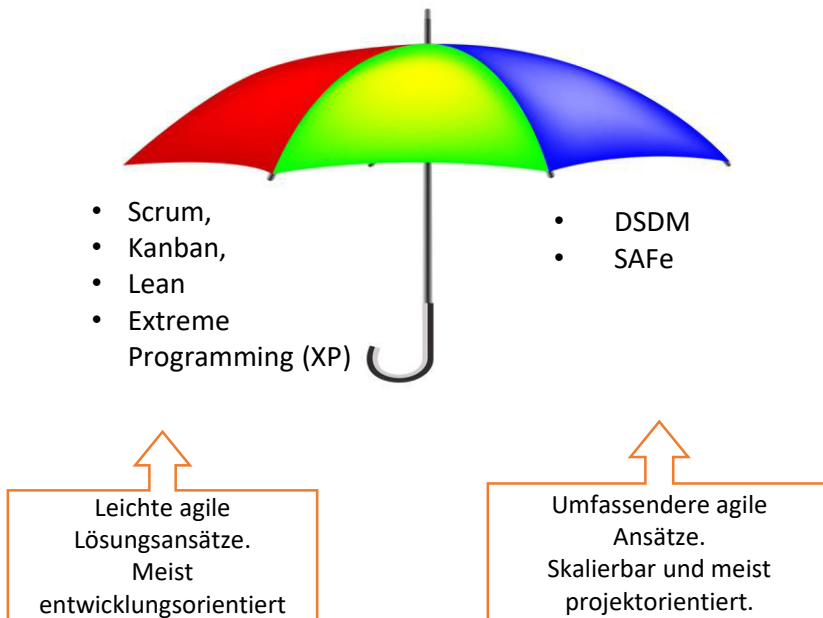 • Scrum,
• Kanban,
• Lean
• Extreme
Programming (XP)
• DSDM
• SAFe
Leichte agile
Lösungsansätze.
Meist
entwicklungsorientiert
Umfassendere agile
Ansätze.
Skalierbar und meist
projektorientiert.